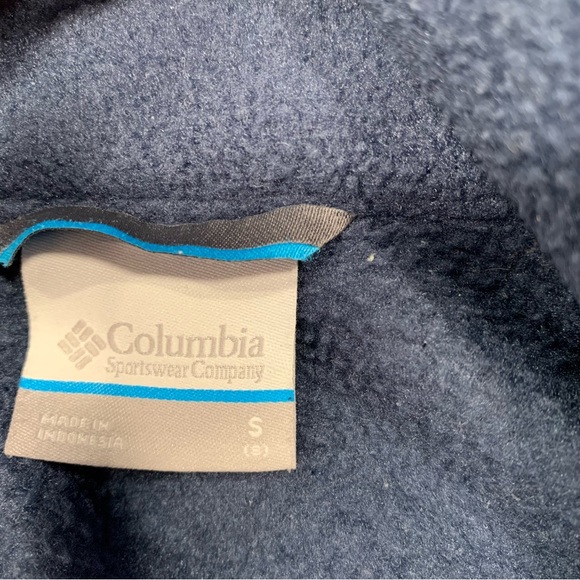 Columbia
Sportswear Company
MADE IN
INDONESIA
S
(S)